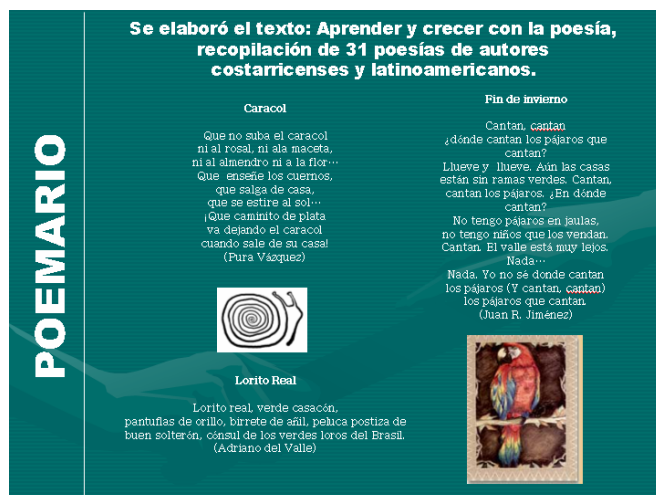 POEMARIO
Se elaboró el texto: Aprender y crecer con la poesía,
recopilación de 31 poesías de autores
costarricenses y latinoamericanos.
Caracol
Que no suba el caracol
ni al rosal, ni ala maceta,
ni al almendro ni a la flor…
Que enseñe los cuernos,
que salga de casa,
que se estire al sol…
¡Que caminito de plata
va dejando el caracol
cuando sale de su casa!
(Pura Vázquez)
Lorito Real
Lorito real, verde casacón,
pantuflas de orillo, birrete de añil, peluca postiza de
buen solterón, cónsul de los verdes loros del Brasil.
(Adriano del Valle)
Fin de invierno
Cantan, cantan
¿dónde cantan los pájaros que
cantan?
Llueve y llueve. Aún las casas
están sin ramas verdes. Cantan,
cantan los pájaros. ¿En dónde
cantan?
No tengo pájaros en jaulas,
no tengo niños que los vendan.
Cantan. El valle está muy lejos.
Nada…
Nada. Yo no sé donde cantan
los pájaros (Y cantan, cantan)
los pájaros que cantan.
(Juan R. Jiménez)